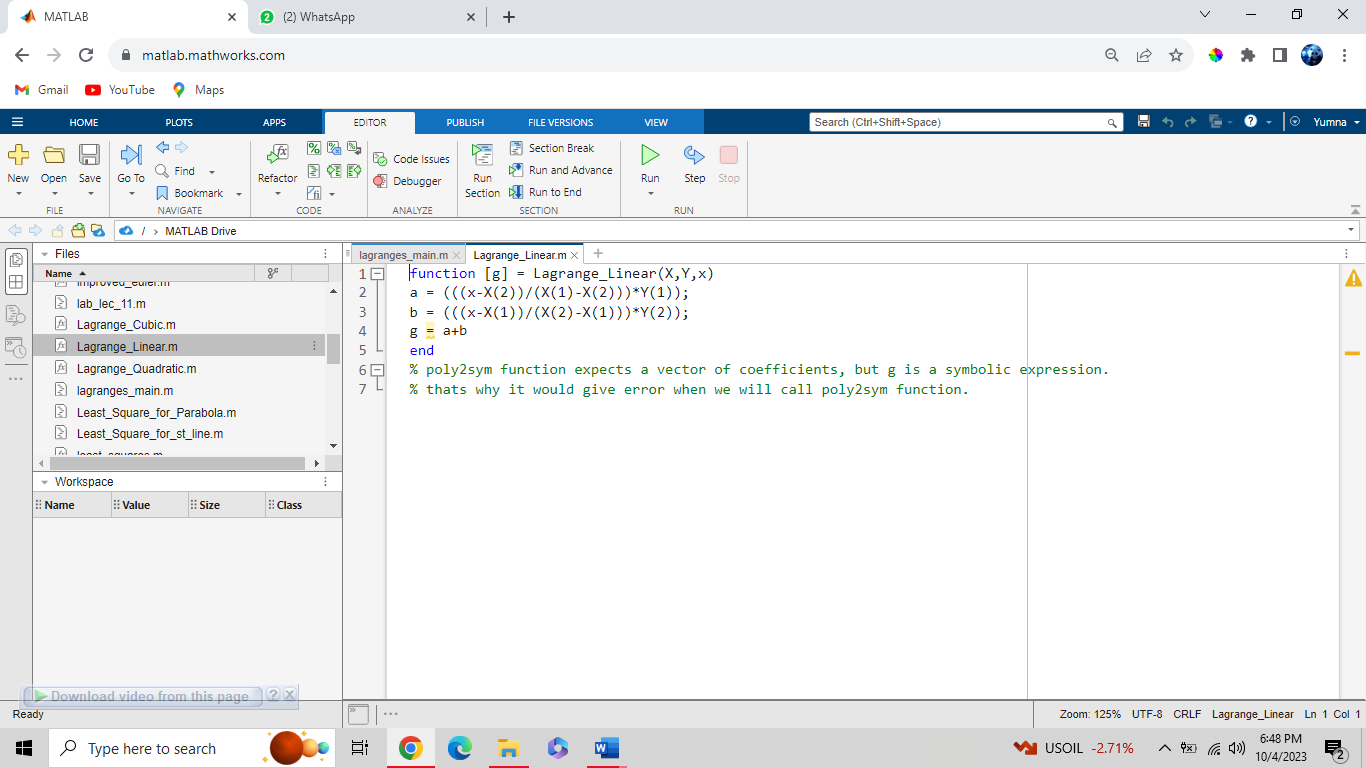 MATLAB
(2) WhatsApp
matlab.mathworks.com
Gmail YouTube Maps
HOME PLOTS APPS EDITOR PUBLISH FILE VERSIONS VIEW Search (Ctrl+Shift+Space) Yumna
New Open Save Go To Find Bookmark Refactor Code Issues Debugger Run Section Section Break Run and Advance Run to End Run Step Stop
FILE NAVIGATE CODE ANALYZE SECTION RUN
/ › MATLAB Drive
Files
Name
improved_euler.m
lab_lec_11.m
Lagrange_Cubic.m
Lagrange_Linear.m
Lagrange_Quadratic.m
lagranges_main.m
Least_Square_for_Parabola.m
Least_Square_for_st_line.m
least_squares.m
Workspace
Name Value Size Class
lagranges_main.m Lagrange_Linear.m
1 function [g] = Lagrange_Linear(X,Y,x)
2 a = (((x-X(2))/(X(1)-X(2)))*Y(1));
3 b = (((x-X(1))/(X(2)-X(1)))*Y(2));
4 g = a+b
5 end
6 % poly2sym function expects a vector of coefficients, but g is a symbolic expression.
7 % thats why it would give error when we will call poly2sym function.
Download video from this page ? X
Ready
Zoom: 125% UTF-8 CRLF Lagrange_Linear Ln 1 Col 1
Type here to search
USOIL -2.71%
6:48 PM
10/4/2023
2